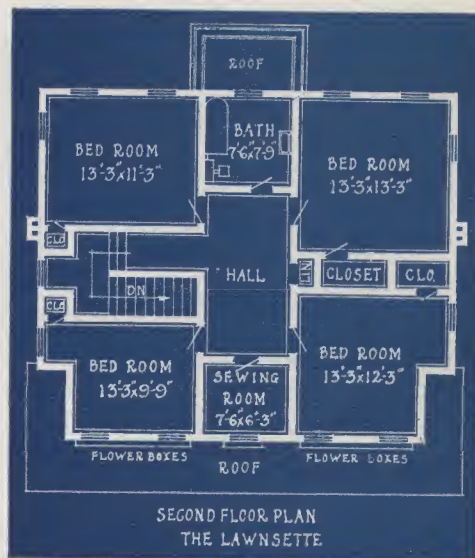 ROOF
BATH
7'-6"x7'-9"
BED ROOM
13'-3"x11'-3"
BED ROOM
13'-3"x13'-3"
CLO.
HALL
LIN.
CLOSET
CLO.
DN
CLO.
BED ROOM
13'-3"x9'-9"
SEWING
ROOM
7'-6"x6'-3"
BED ROOM
13'-3"x12'-3"
FLOWER BOXES
ROOF
FLOWER BOXES
SECOND FLOOR PLAN
THE LAWNSETTE